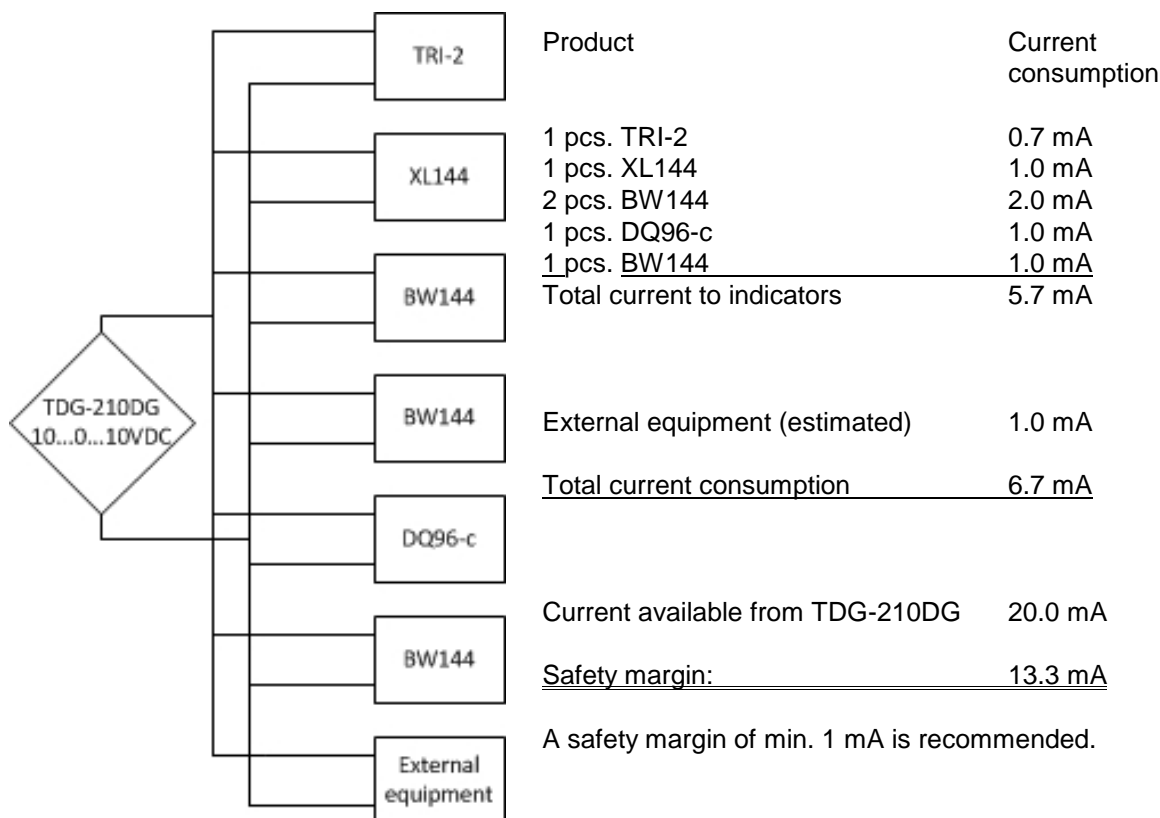 TRI-2
XL144
BW144
TDG-210DG
10...0...10VDC
BW144
DQ96-c
BW144
External
equipment
Product Current
consumption
1 pcs. TRI-2 0.7 mA
1 pcs. XL144 1.0 mA
2 pcs. BW144 2.0 mA
1 pcs. DQ96-c 1.0 mA
1 pcs. BW144 1.0 mA
Total current to indicators 5.7 mA
External equipment (estimated) 1.0 mA
Total current consumption 6.7 mA
Current available from TDG-210DG 20.0 mA
Safety margin: 13.3 mA
A safety margin of min. 1 mA is recommended.